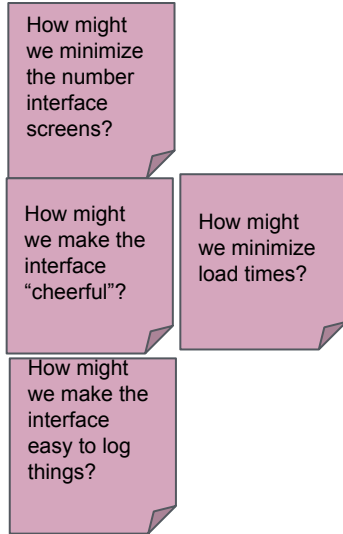 How might
we minimize
the number
interface
screens?
How might
we make the
interface
“cheerful”?
How might
we minimize
load times?
How might
we make the
interface
easy to log
things?